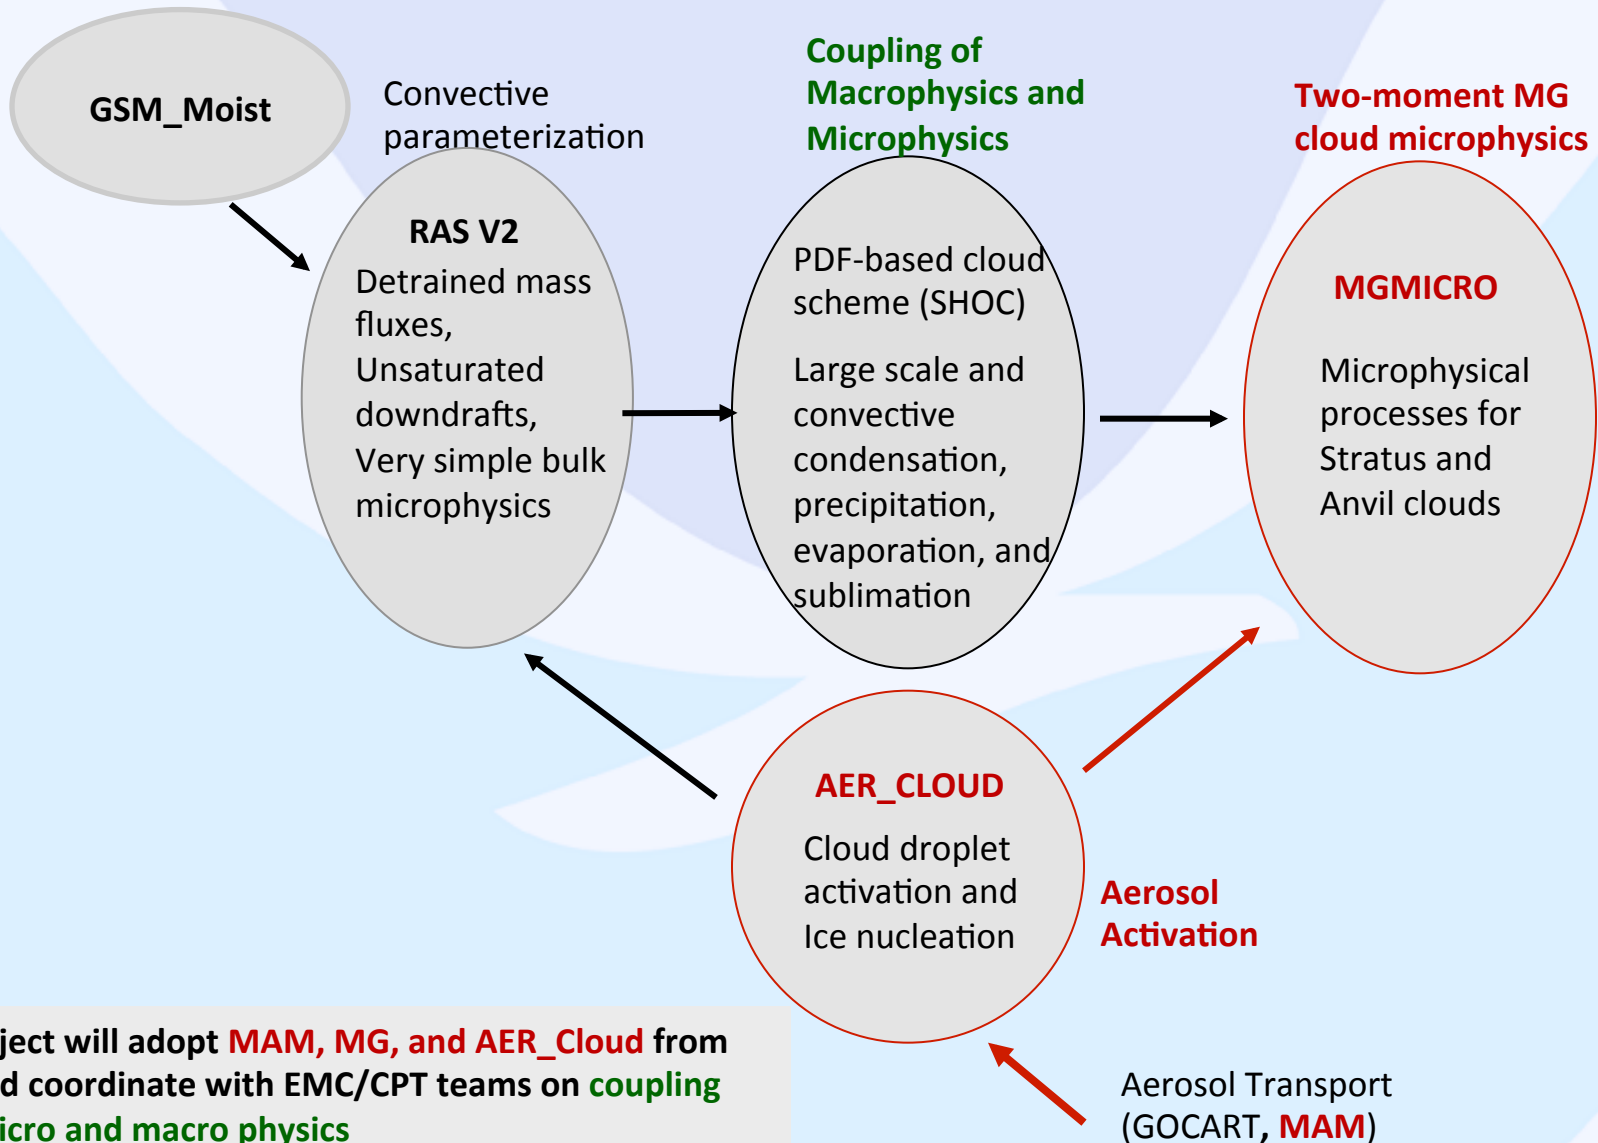 GSM_Moist
Convective
parameterization
Coupling of
Macrophysics and
Microphysics
Two-moment MG
cloud microphysics
RAS V2
Detrained mass
fluxes,
Unsaturated
downdrafts,
Very simple bulk
microphysics
PDF-based cloud
scheme (SHOC)
Large scale and
convective
condensation,
precipitation,
evaporation, and
sublimation
MGMICRO
Microphysical
processes for
Stratus and
Anvil clouds
AER_CLOUD
Cloud droplet
activation and
Ice nucleation
Aerosol
Activation
will adopt MAM, MG, and AER_Cloud from
coordinate with EMC/CPT teams on coupling
and macro physics
Aerosol Transport
(GOCART, MAM)